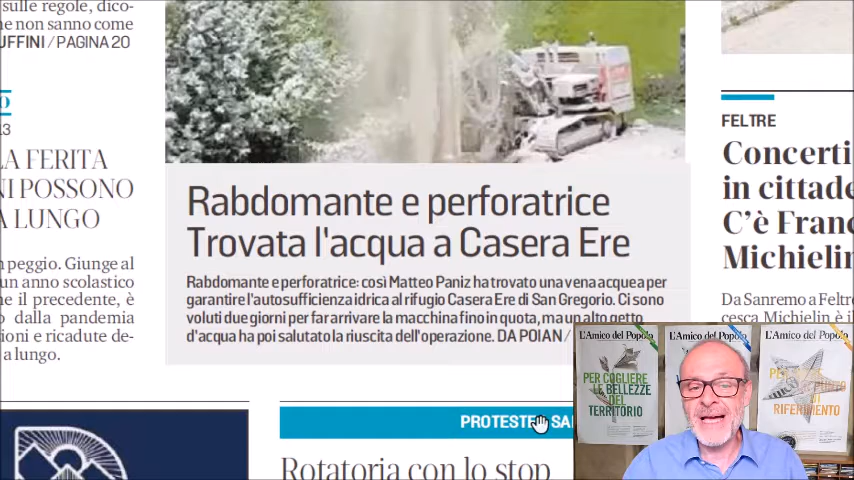 sulle regole, dico-
ne non sanno come
UFFINI / PAGINA 20
LA FERITA
NI POSSONO
A LUNGO
peggio. Giunge al
un anno scolastico
il precedente, è
dalla pandemia
ioni e ricadute de-
a lungo.
Rabdomante e perforatrice
Trovata l'acqua a Casera Ere
Rabdomante e perforatrice: così Matteo Paniz ha trovato una vena acquea per
garantire l'autosufficienza idrica al rifugio Casera Ere di San Gregorio. Ci sono
voluti due giorni per far arrivare la macchina fino in quota, ma un alto getto
d'acqua ha poi salutato la riuscita dell'operazione. DA POIAN /
PROTESTE
Rotatoria con lo stop
FELTRE
Concerti
in cittade
C'è Franc
Michielin
Da Sanremo a Feltre
cesca Michielin è il
L'Amico del Popolo
PER COGLIERE
LE BELLEZZE
DEL
TERRITORIO
L'Amico del Popolo
L'Amico del Popolo
PUNTO
DI
RIFERIMENTO